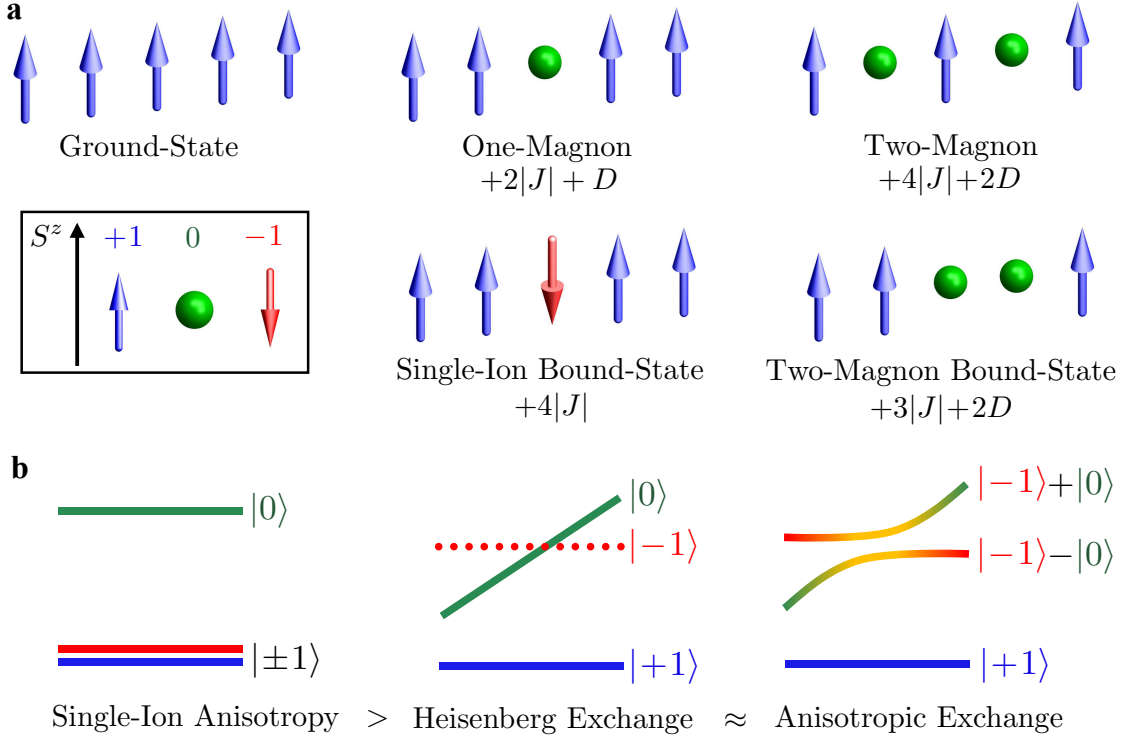 a
Ground-State
One-Magnon
+2|J| + D
Two-Magnon
+4|J|+2D
S^z
+1 0 −1
Single-Ion Bound-State
+4|J|
Two-Magnon Bound-State
+3|J|+2D
b
|0⟩
|±1⟩
|0⟩
|−1⟩
|+1⟩
|−1⟩+|0⟩
|−1⟩−|0⟩
|+1⟩
Single-Ion Anisotropy > Heisenberg Exchange ≈ Anisotropic Exchange